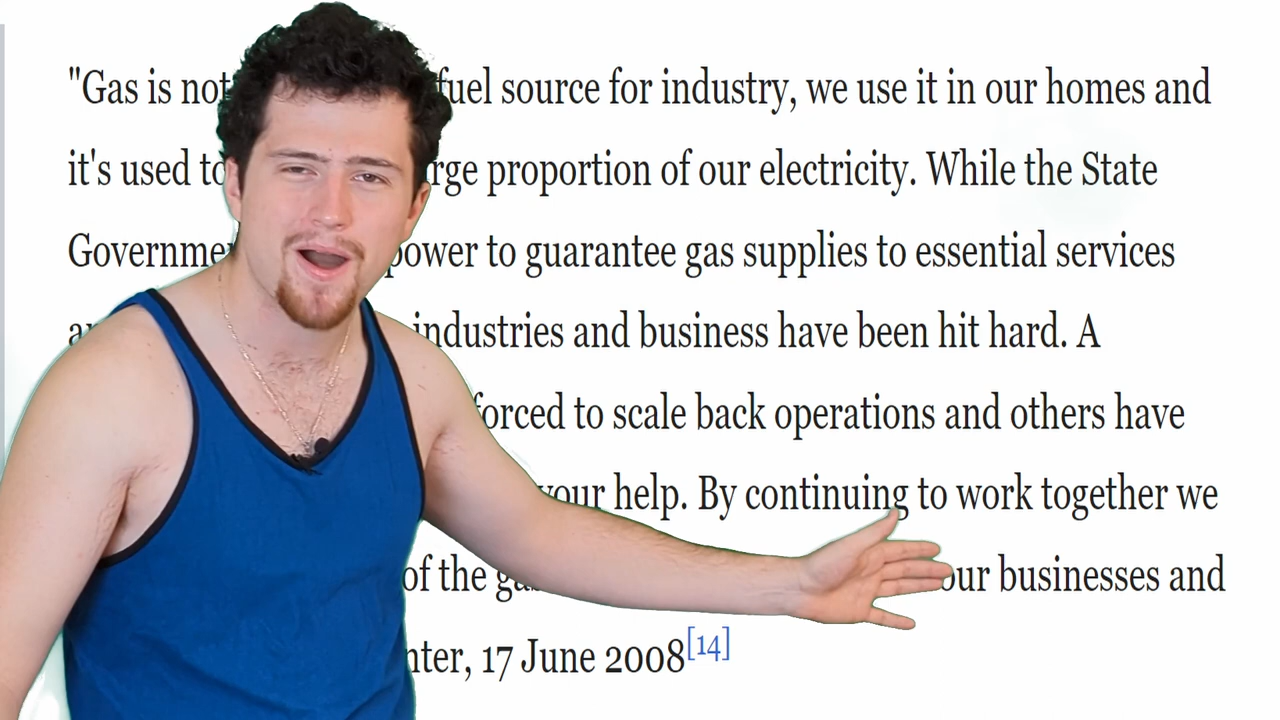 "Gas is not fuel source for industry, we use it in our homes and
it's used to proportion of our electricity. While the State
power to guarantee gas supplies to essential services
industries and business have been hit hard. A
forced to scale back operations and others have
your help. By continuing to work together we
of the our businesses and
17 June 2008[14]